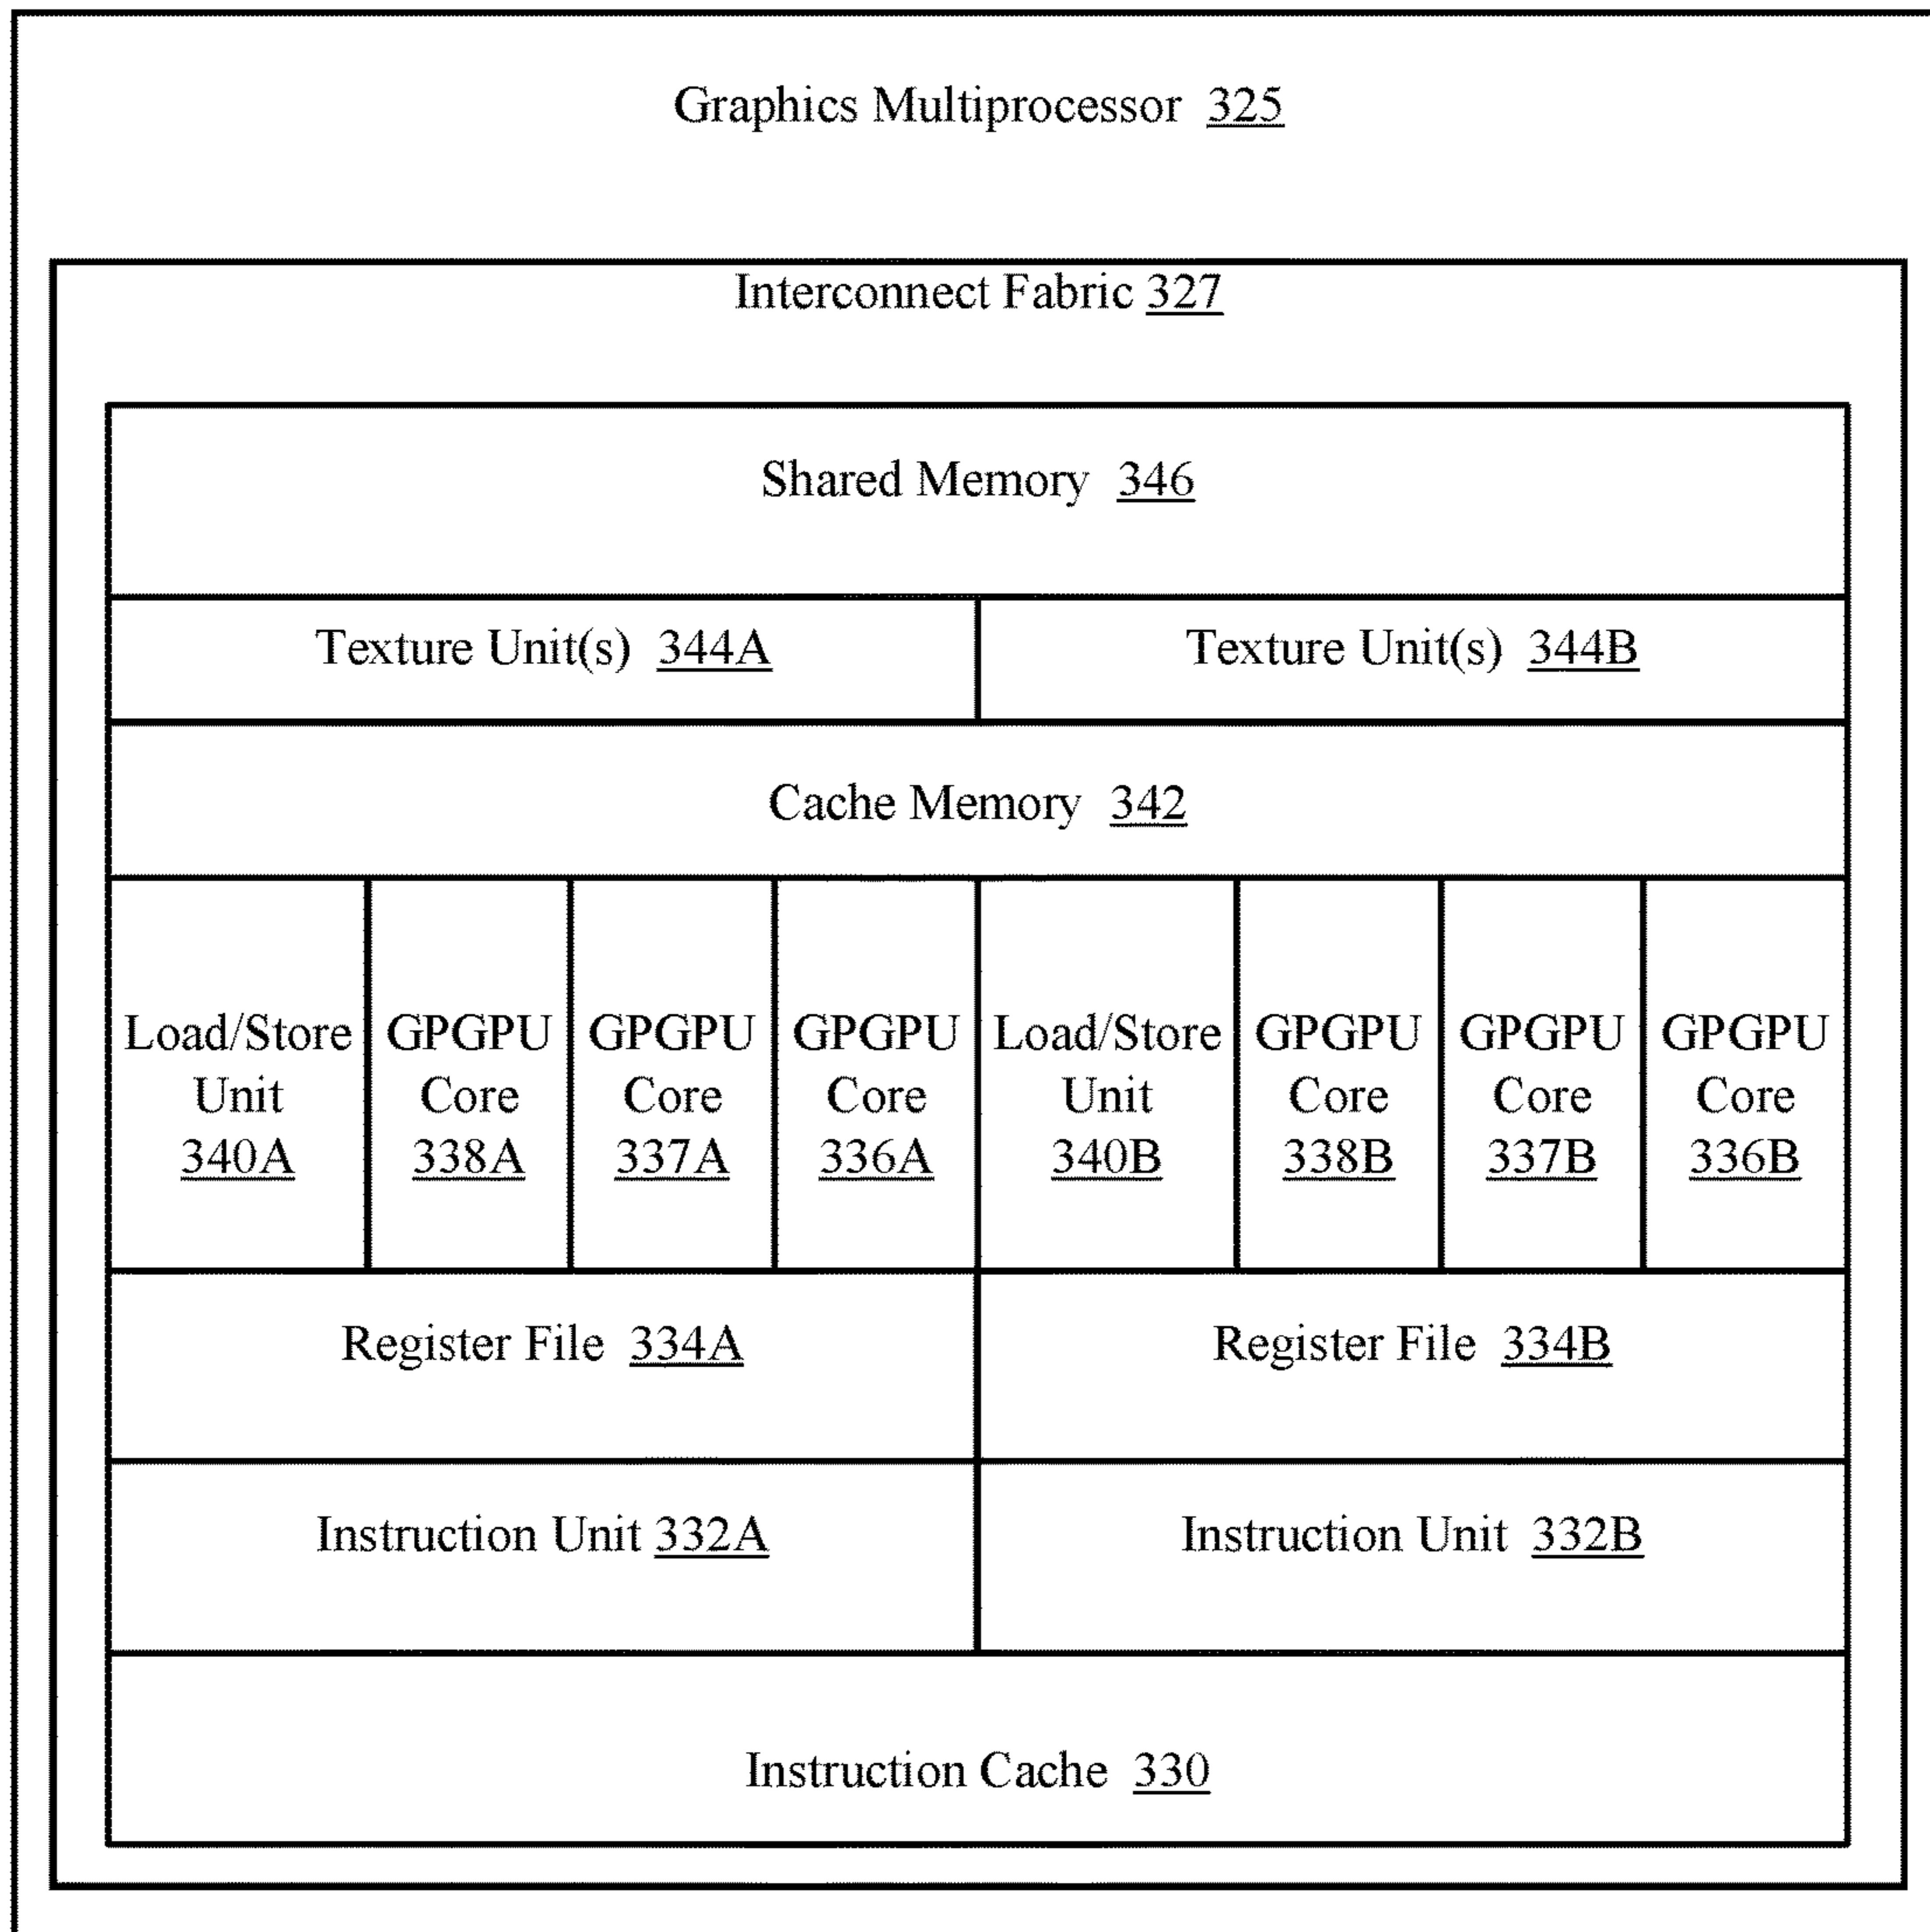 Graphics Multiprocessor 325
Interconnect Fabric 327
Shared Memory 346
Texture Unit(s) 344A
Texture Unit(s) 344B
Cache Memory 342
Load/Store
Unit
340A
GPGPU
Core
338A
GPGPU
Core
337A
GPGPU
Core
336A
Load/Store
Unit
340B
GPGPU
Core
338B
GPGPU
Core
337B
GPGPU
Core
336B
Register File 334A
Register File 334B
Instruction Unit 332A
Instruction Unit 332B
Instruction Cache 330